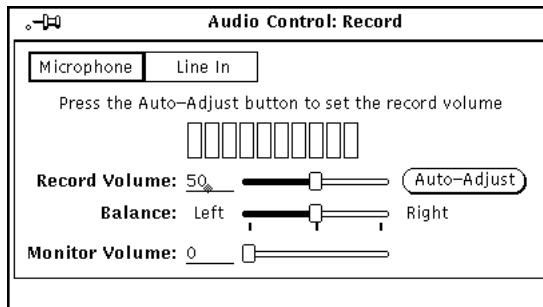 Audio Control: Record
Microphone Line In
Press the Auto-Adjust button to set the record volume
Record Volume: 50 Auto-Adjust
Balance: Left Right
Monitor Volume: 0